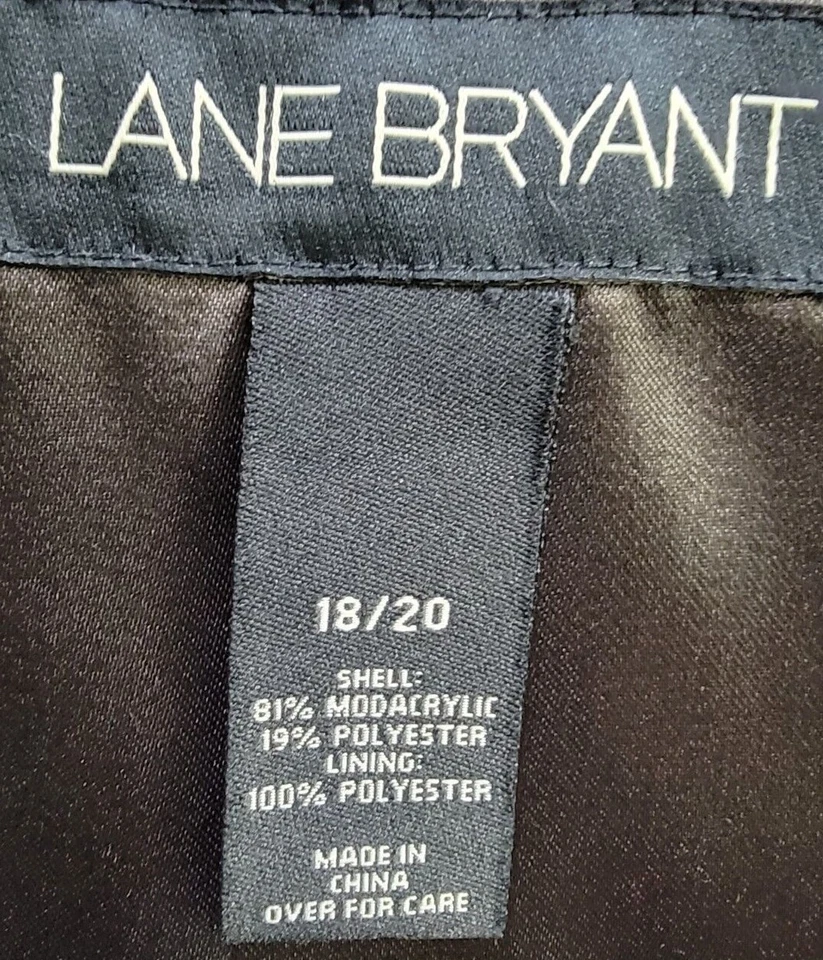 LANE BRYANT
18/20
SHELL:
81% MODACRYLIC
19% POLYESTER
LINING:
100% POLYESTER
MADE IN
CHINA
OVER FOR CARE